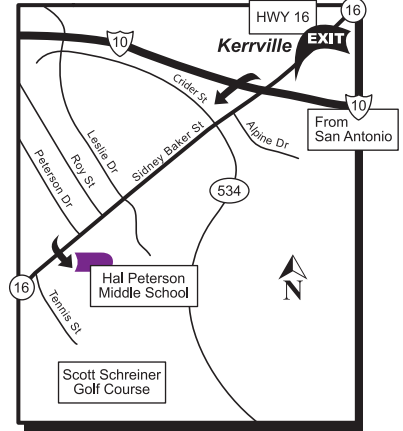 HWY 16
16
Kerrville
EXIT
10
Crider St
10
From
San Antonio
Sidney Baker St
Alpine Dr
Leslie Dr
Roy St
Peterson Dr
534
Hal Peterson
Middle School
N
16
Tennis St
Scott Schreiner
Golf Course